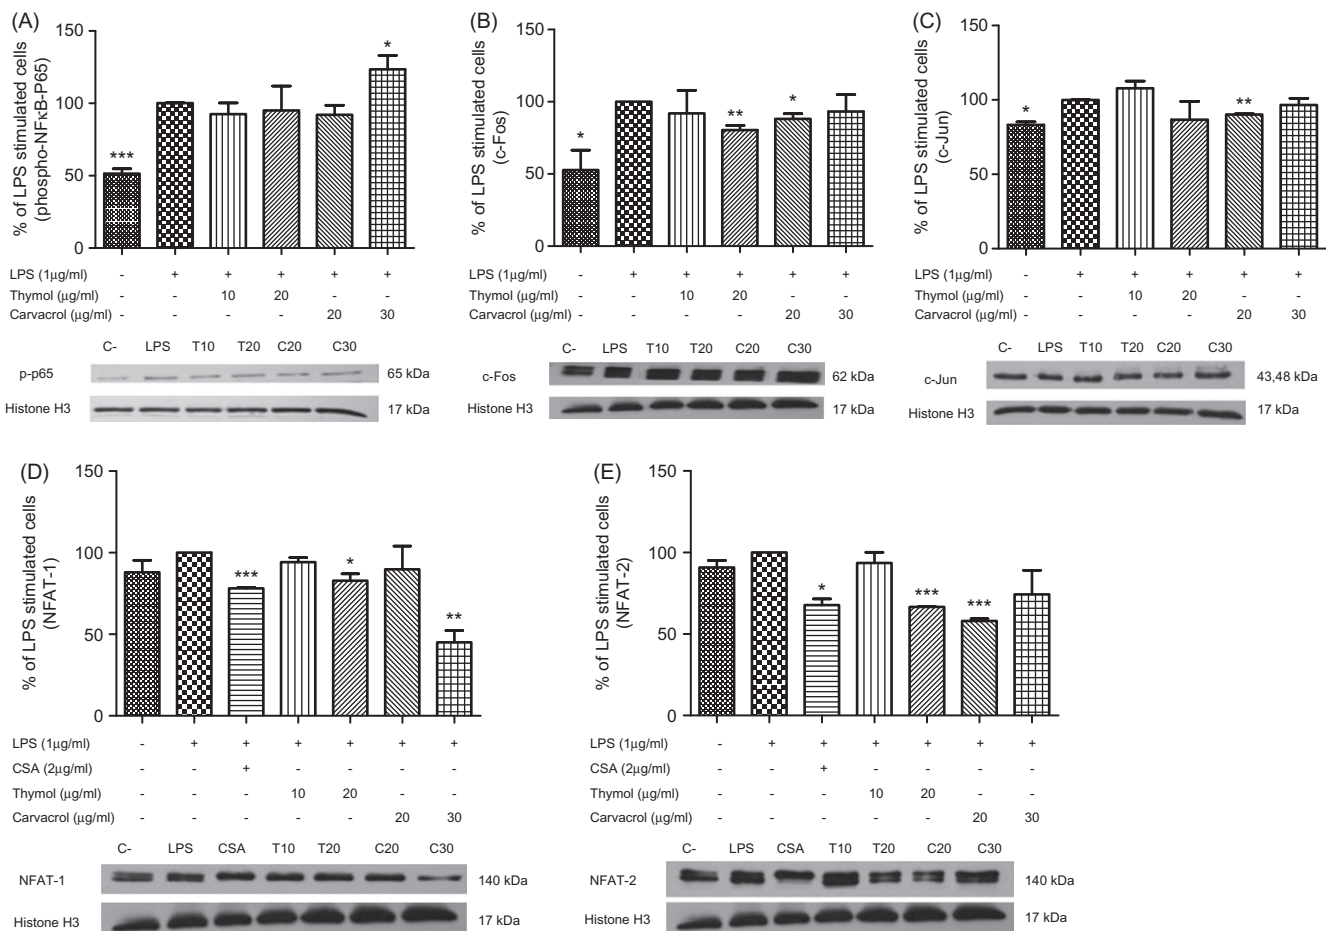 (A)
% of LPS stimulated cells
(phospho-NFκB-P65)
150
100
50
0
***
*
LPS (1μg/ml) - + + + + +
Thymol (μg/ml) - - 10 20 - -
Carvacrol (μg/ml) - - - - 20 30
C- LPS T10 T20 C20 C30
p-p65 65 kDa
Histone H3 17 kDa
(B)
% of LPS stimulated cells
(c-Fos)
150
100
50
0
*
**
*
LPS (1μg/ml) - + + + + +
Thymol (μg/ml) - - 10 20 - -
Carvacrol (μg/ml) - - - - 20 30
C- LPS T10 T20 C20 C30
c-Fos 62 kDa
Histone H3 17 kDa
(C)
% of LPS stimulated cells
(c-Jun)
150
100
50
0
*
**
LPS (1μg/ml) - + + + + +
Thymol (μg/ml) - - 10 20 - -
Carvacrol (μg/ml) - - - - 20 30
C- LPS T10 T20 C20 C30
c-Jun 43,48 kDa
Histone H3 17 kDa
(D)
% of LPS stimulated cells
(NFAT-1)
150
100
50
0
***
*
**
LPS (1μg/ml) - + + + + + +
CSA (2μg/ml) - - + - - - -
Thymol (μg/ml) - - - 10 20 - -
Carvacrol (μg/ml) - - - - - 20 30
C- LPS CSA T10 T20 C20 C30
NFAT-1 140 kDa
Histone H3 17 kDa
(E)
% of LPS stimulated cells
(NFAT-2)
150
100
50
0
*
***
***
LPS (1μg/ml) - + + + + + +
CSA (2μg/ml) - - + - - - -
Thymol (μg/ml) - - - 10 20 - -
Carvacrol (μg/ml) - - - - - 20 30
C- LPS CSA T10 T20 C20 C30
NFAT-2 140 kDa
Histone H3 17 kDa